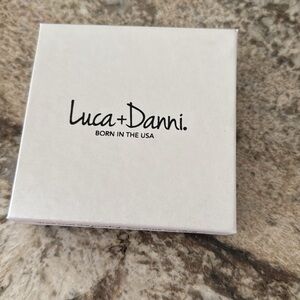 Luca+Danni.
BORN IN THE USA